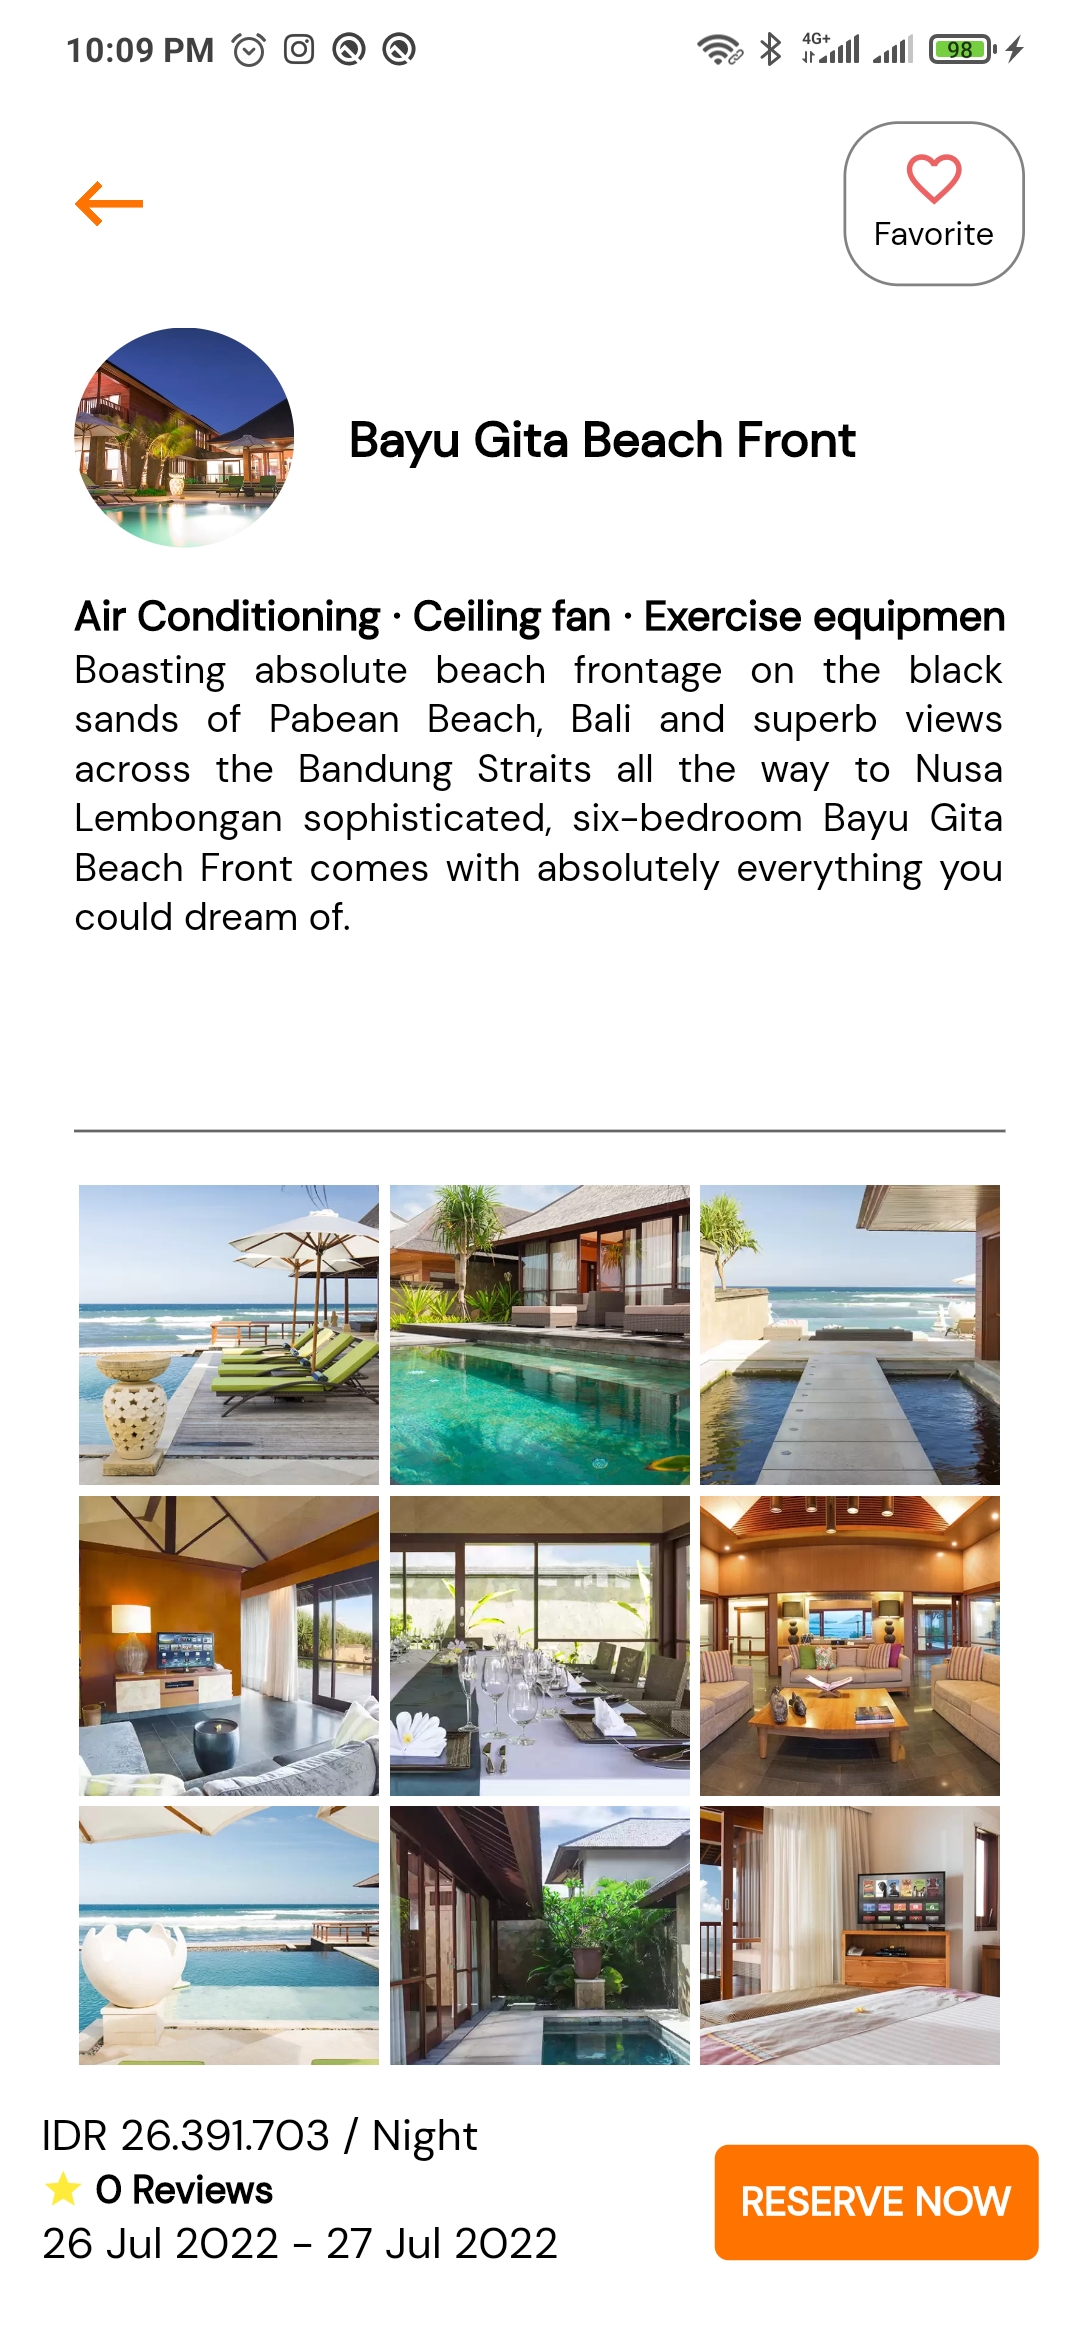 10:09 PM
4G+
98
Favorite
Bayu Gita Beach Front
Air Conditioning · Ceiling fan · Exercise equipmen
Boasting absolute beach frontage on the black
sands of Pabean Beach, Bali and superb views
across the Bandung Straits all the way to Nusa
Lembongan sophisticated, six-bedroom Bayu Gita
Beach Front comes with absolutely everything you
could dream of.
IDR 26.391.703 / Night
0 Reviews
26 Jul 2022 - 27 Jul 2022
RESERVE NOW